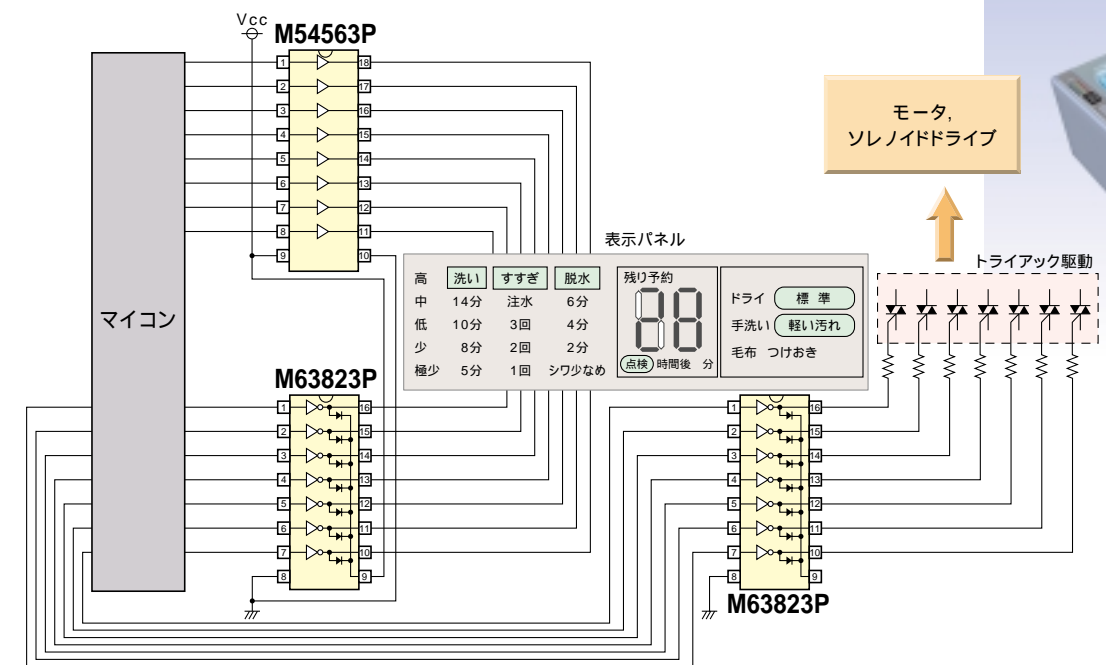 Vcc
M54563P
1 18
2 17
3 16
4 15
5 14
6 13
7 12
8 11
9 10
マイコン
モータ,
ソレノイドドライブ
トライアック駆動
表示パネル
高 洗い すすぎ 脱水
中 14分 注水 6分
低 10分 3回 4分
少 8分 2回 2分
極少 5分 1回 シワ少なめ
残り予約
88
点検 時間後 分
ドライ 標準
手洗い 軽い汚れ
毛布 つけおき
M63823P
1 16
2 15
3 14
4 13
5 12
6 11
7 10
8 9
1 16
2 15
3 14
4 13
5 12
6 11
7 10
8 9
M63823P